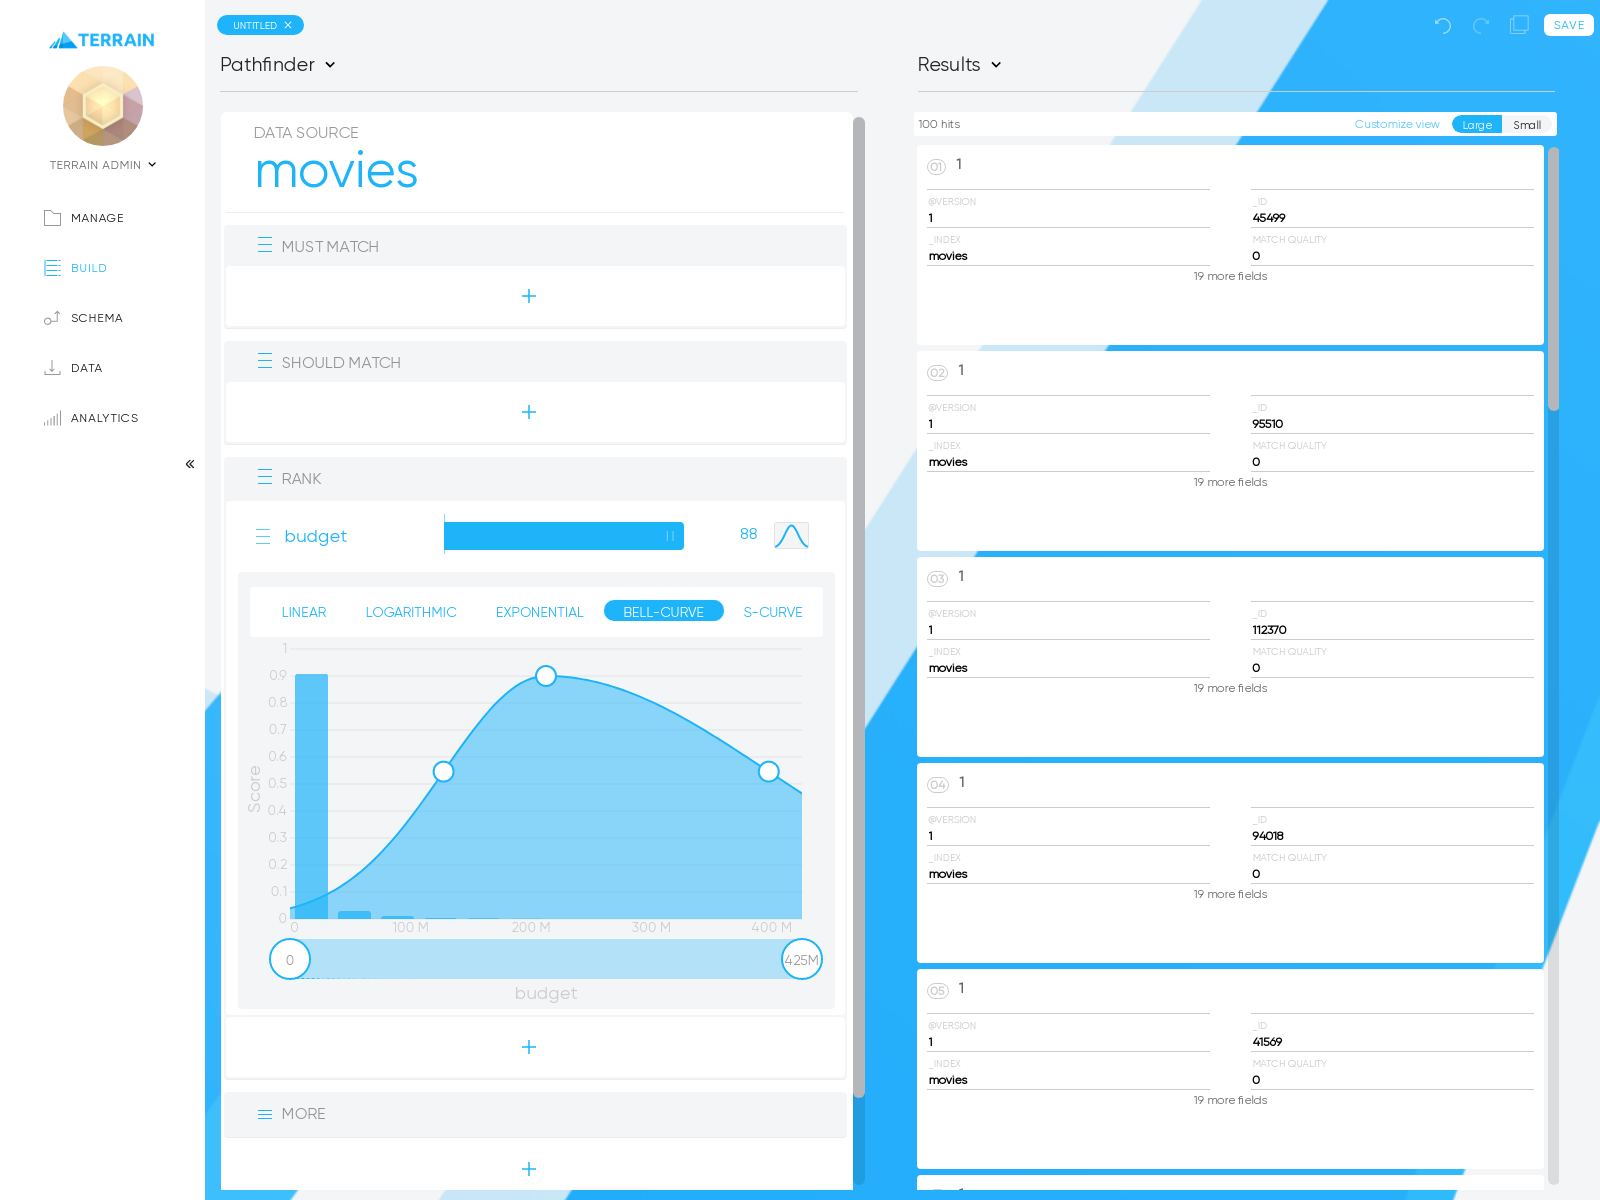 TERRAIN
TERRAIN ADMIN
MANAGE
BUILD
SCHEMA
DATA
ANALYTICS
UNTITLED
SAVE
Pathfinder
DATA SOURCE
movies
MUST MATCH
SHOULD MATCH
RANK
budget
88
LINEAR LOGARITHMIC EXPONENTIAL BELL-CURVE S-CURVE
1
0.9
0.8
0.7
0.6
0.5
0.4
0.3
0.2
0.1
0
Score
0 100 M 200 M 300 M 400 M
0 425M
budget
MORE
Results
100 hits Customize view Large Small
01 1
@VERSION _ID
1 45499
_INDEX MATCH QUALITY
movies 0
19 more fields
02 1
@VERSION _ID
1 95510
_INDEX MATCH QUALITY
movies 0
19 more fields
03 1
@VERSION _ID
1 112370
_INDEX MATCH QUALITY
movies 0
19 more fields
04 1
@VERSION _ID
1 94018
_INDEX MATCH QUALITY
movies 0
19 more fields
05 1
@VERSION _ID
1 41569
_INDEX MATCH QUALITY
movies 0
19 more fields